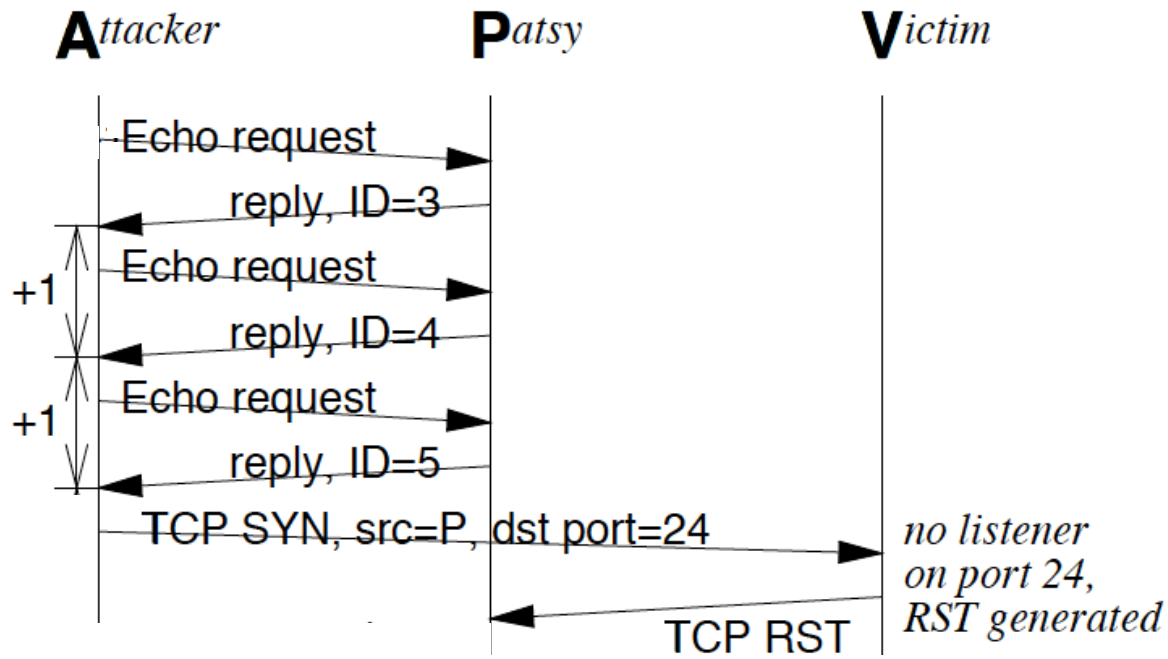 Attacker Patsy Victim
Echo request
reply, ID=3
+1
Echo request
reply, ID=4
+1
Echo request
reply, ID=5
TCP SYN, src=P, dst port=24
no listener
on port 24,
RST generated
TCP RST